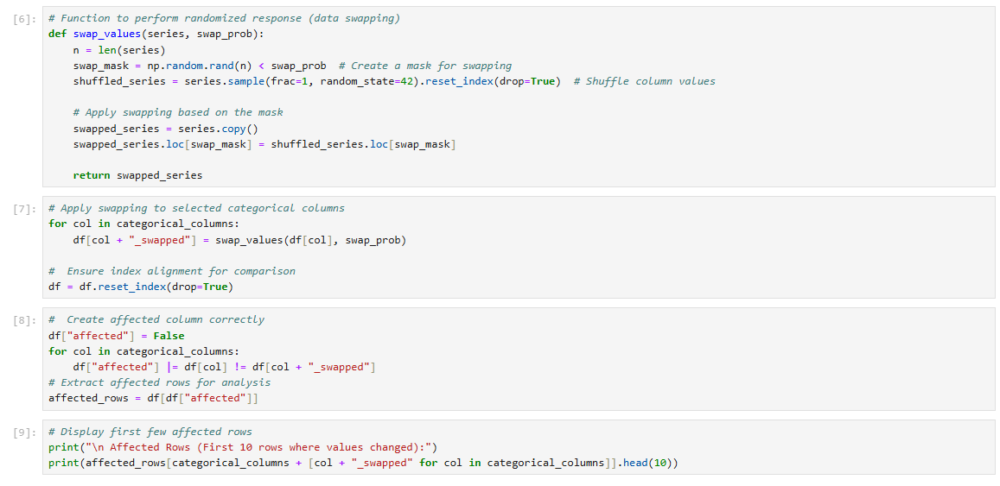 [6]: # Function to perform randomized response (data swapping)
def swap_values(series, swap_prob):
    n = len(series)
    swap_mask = np.random.rand(n) < swap_prob  # Create a mask for swapping
    shuffled_series = series.sample(frac=1, random_state=42).reset_index(drop=True)  # Shuffle column values

    # Apply swapping based on the mask
    swapped_series = series.copy()
    swapped_series.loc[swap_mask] = shuffled_series.loc[swap_mask]

    return swapped_series

[7]: # Apply swapping to selected categorical columns
for col in categorical_columns:
    df[col + "_swapped"] = swap_values(df[col], swap_prob)

#  Ensure index alignment for comparison
df = df.reset_index(drop=True)

[8]: #  Create affected column correctly
df["affected"] = False
for col in categorical_columns:
    df["affected"] |= df[col] != df[col + "_swapped"]
# Extract affected rows for analysis
affected_rows = df[df["affected"]]

[9]: # Display first few affected rows
print("\n Affected Rows (First 10 rows where values changed):")
print(affected_rows[categorical_columns + [col + "_swapped" for col in categorical_columns]].head(10))